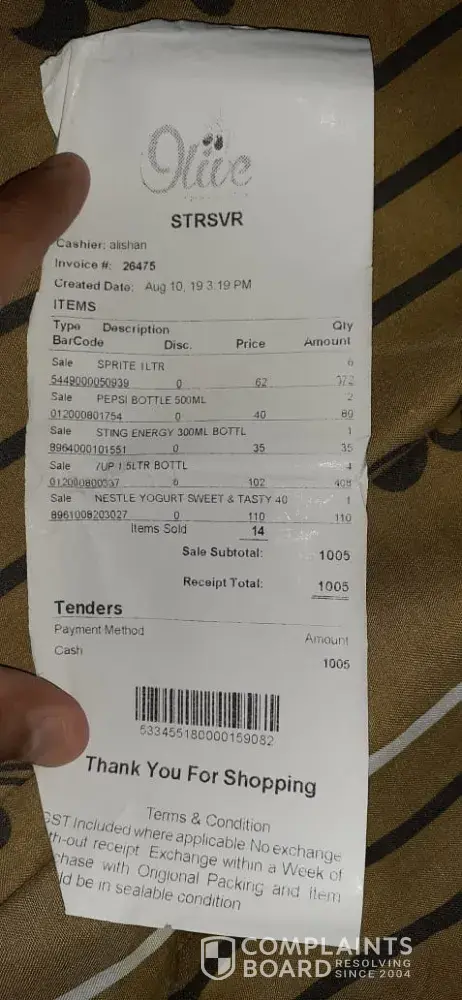 Olive
STRSVR
Cashier: alishan
Invoice #: 26475
Created Date: Aug 10, 19 3:19 PM
ITEMS
Type Description Qty
BarCode Disc. Price Amount
Sale SPRITE 1LTR 6
5449000050939 0 62 372
Sale PEPSI BOTTLE 500ML 2
012000801754 0 40 80
Sale STING ENERGY 300ML BOTTL 1
8964000101551 0 35 35
Sale 7UP 1.5LTR BOTTL 4
012000800337 0 102 408
Sale NESTLE YOGURT SWEET & TASTY 40 1
8961008203027 0 110 110
Items Sold 14
Sale Subtotal: 1005
Receipt Total: 1005
Tenders
Payment Method Amount
Cash 1005
533455180000159082
Thank You For Shopping
Terms & Condition
GST Included where applicable No exchange
th-out receipt Exchange within a Week of
chase with Origional Packing and Item
ld be in sealable condition
COMPLAINTS
BOARD RESOLVING
SINCE 2004